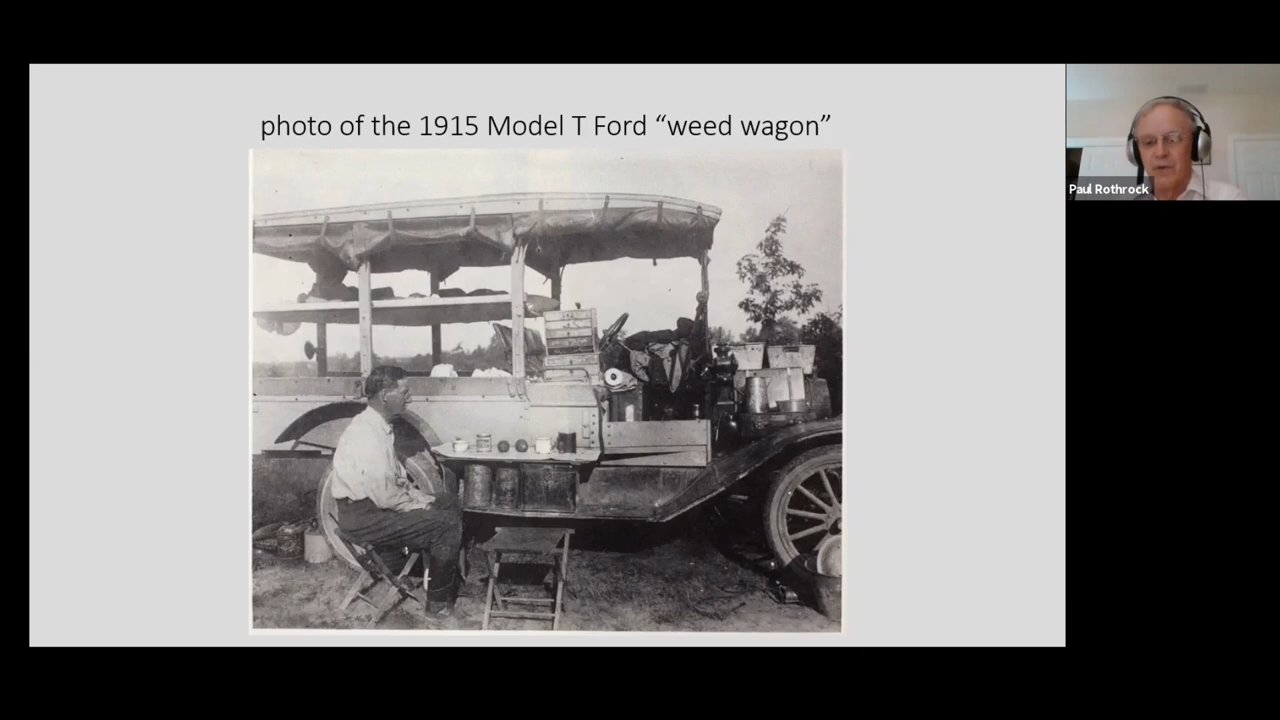 photo of the 1915 Model T Ford “weed wagon”
Paul Rothrock